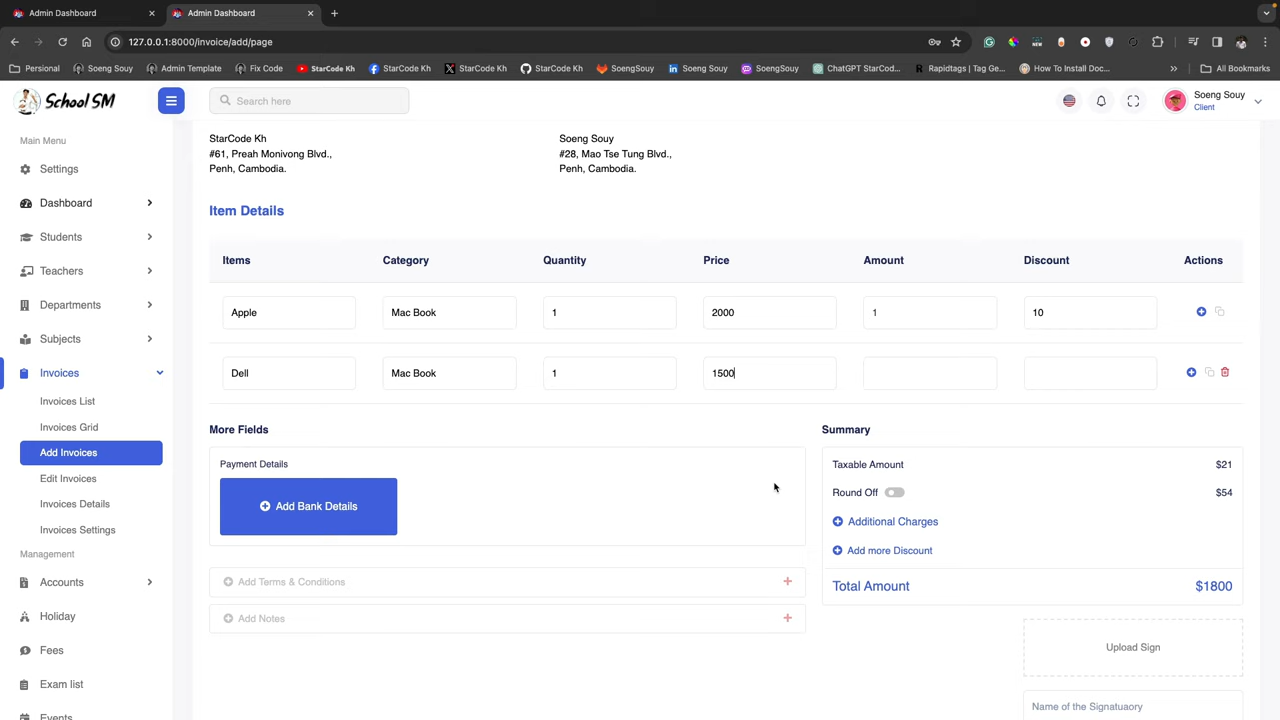 Admin Dashboard
Admin Dashboard
127.0.0.1:8000/invoice/add/page
Personal
Soeng Souy
Admin Template
Fix Code
StarCode Kh
StarCode Kh
StarCode Kh
StarCode Kh
SoengSouy
Soeng Souy
SoengSouy
ChatGPT StarCod...
Rapidtags | Tag Ge...
How To Install Doc...
All Bookmarks
School SM
Search here
Soeng Souy
Client
Main Menu
Settings
Dashboard
Students
Teachers
Departments
Subjects
Invoices
Invoices List
Invoices Grid
Add Invoices
Edit Invoices
Invoices Details
Invoices Settings
Management
Accounts
Holiday
Fees
Exam list
Events
StarCode Kh
#61, Preah Monivong Blvd.,
Penh, Cambodia.
Soeng Souy
#28, Mao Tse Tung Blvd.,
Penh, Cambodia.
Item Details
Items Category Quantity Price Amount Discount Actions
Apple Mac Book 1 2000 1 10
Dell Mac Book 1 1500
More Fields
Payment Details
Add Bank Details
Add Terms & Conditions
Add Notes
Summary
Taxable Amount $21
Round Off $54
Additional Charges
Add more Discount
Total Amount $1800
Upload Sign
Name of the Signatuaory